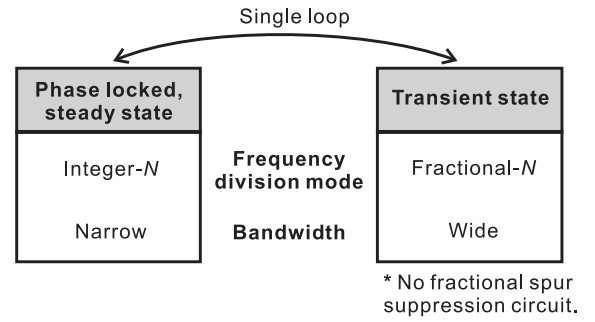 Single loop
Phase locked,
steady state
Transient state
Integer-N
Frequency
division mode
Fractional-N
Narrow
Bandwidth
Wide
* No fractional spur
suppression circuit.